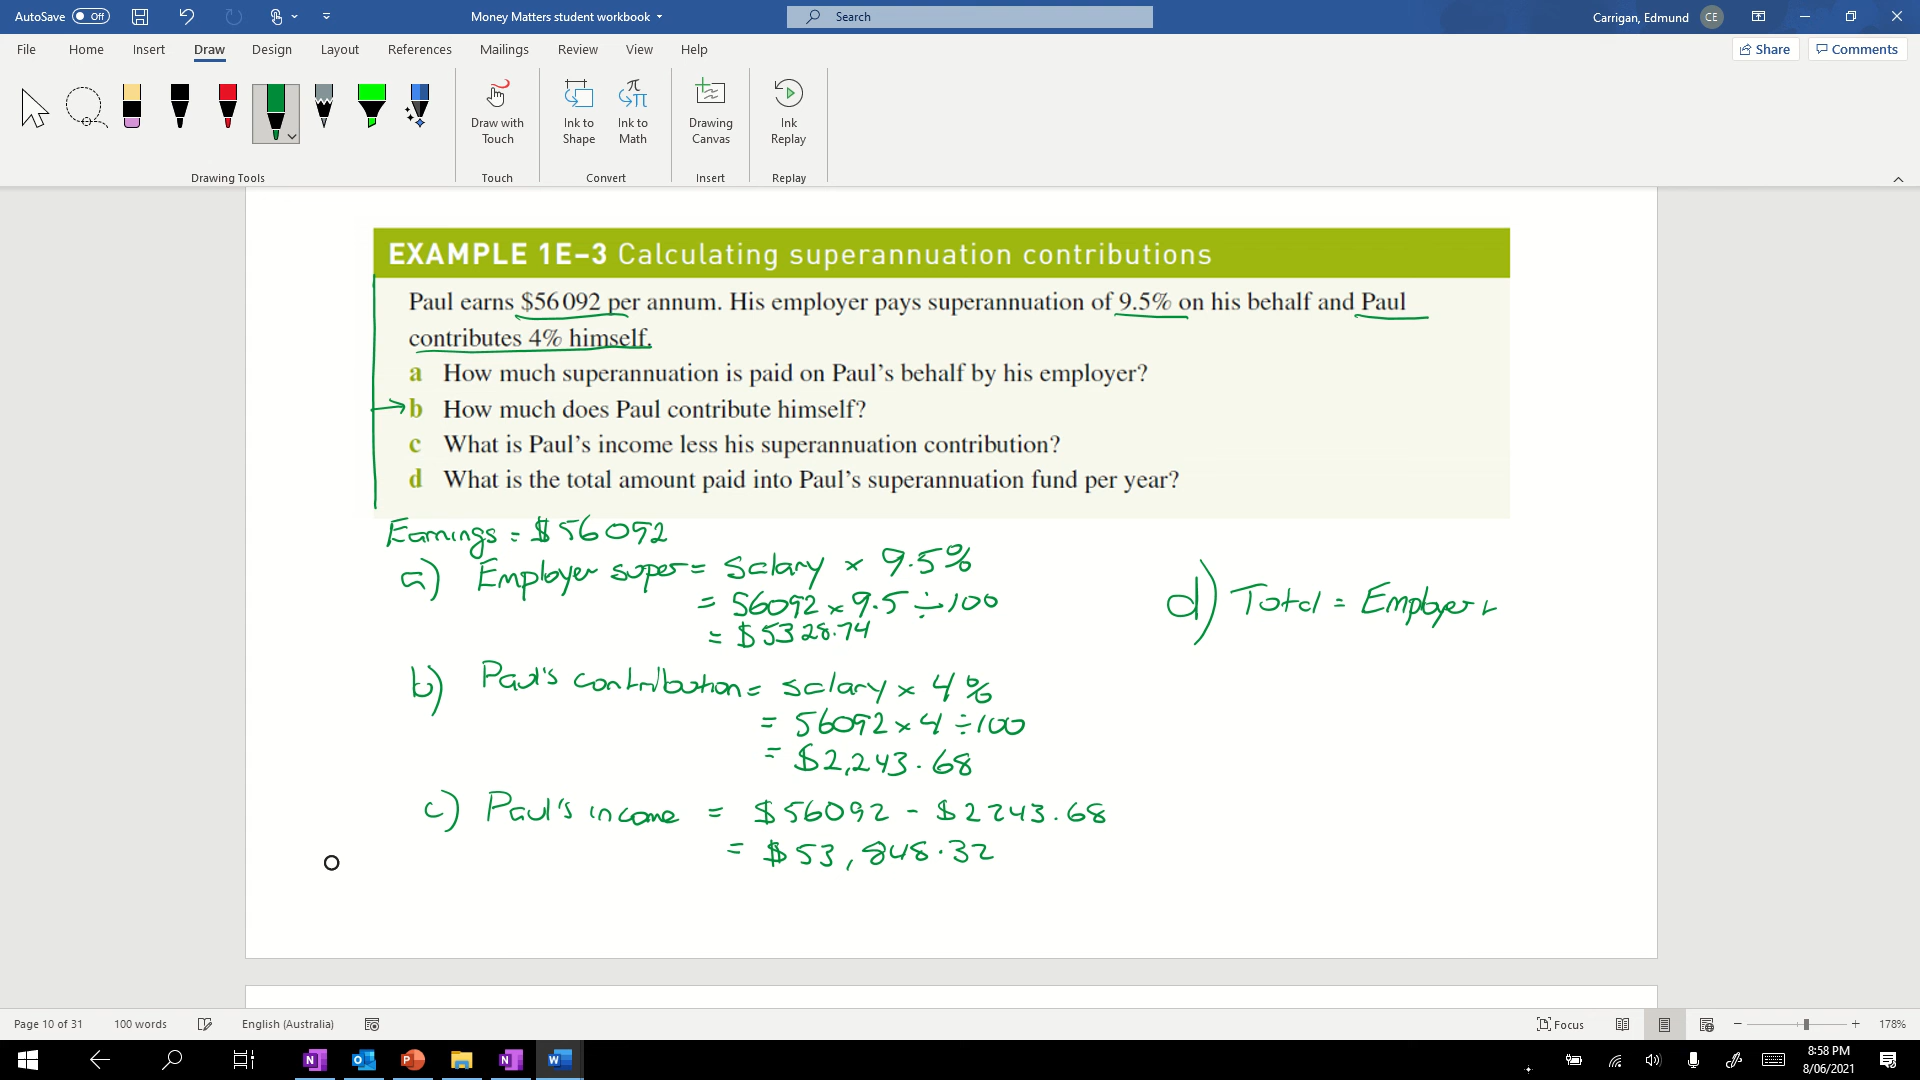 AutoSave Off
Money Matters student workbook
Search
Carrigan, Edmund CE
File Home Insert Draw Design Layout References Mailings Review View Help
Share Comments
Draw with Touch
Ink to Shape
Ink to Math
Drawing Canvas
Ink Replay
Drawing Tools Touch Convert Insert Replay
EXAMPLE 1E–3 Calculating superannuation contributions
Paul earns $56 092 per annum. His employer pays superannuation of 9.5% on his behalf and Paul
contributes 4% himself.
a How much superannuation is paid on Paul's behalf by his employer?
b How much does Paul contribute himself?
c What is Paul's income less his superannuation contribution?
d What is the total amount paid into Paul's superannuation fund per year?
Earnings = $56092
a) Employer super = salary × 9.5%
= 56092 × 9.5 ÷ 100
= $5328.74
b) Paul's contribution = salary × 4%
= 56092 × 4 ÷ 100
= $2,243.68
c) Paul's income = $56092 - $2243.68
= $53,848.32
d) Total = Employer +
Page 10 of 31 100 words English (Australia)
Focus
178%
8:58 PM
8/06/2021